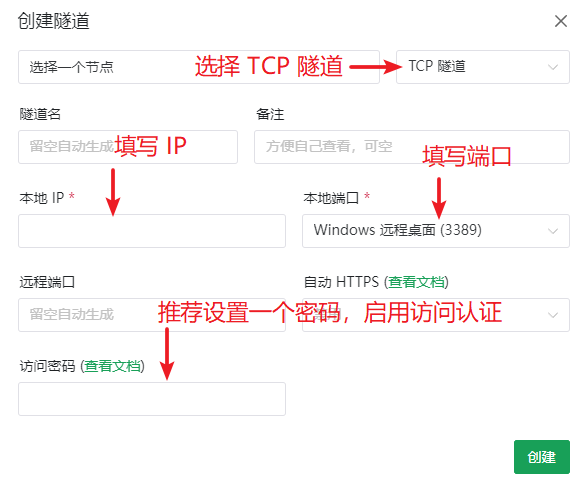 创建隧道
选择一个节点
选择 TCP 隧道
TCP 隧道
隧道名
备注
留空自动生成
填写 IP
方便自己查看，可空
填写端口
本地 IP *
本地端口 *
Windows 远程桌面 (3389)
远程端口
自动 HTTPS (查看文档)
留空自动生成
推荐设置一个密码，启用访问认证
访问密码 (查看文档)
创建